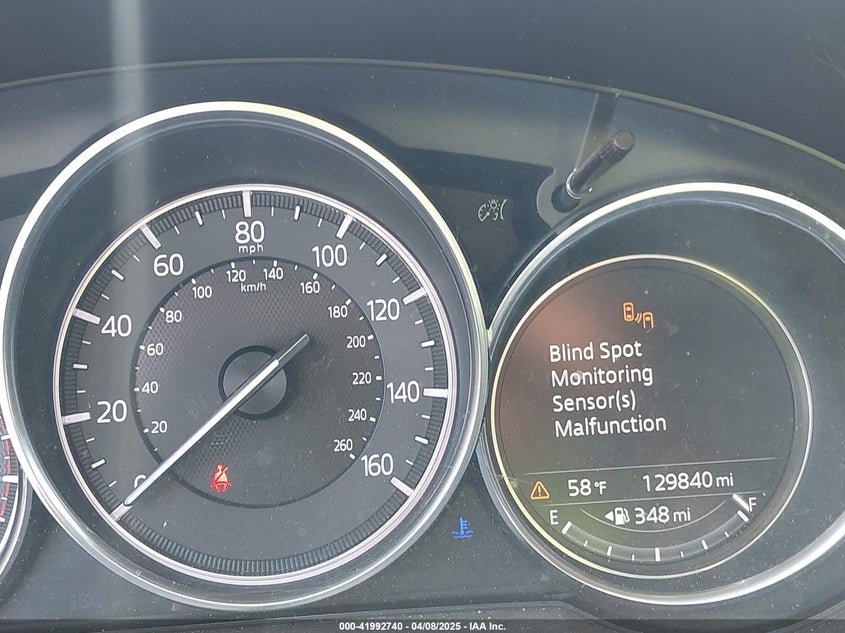 80
mph
60
100
40
120
20
140
0
160
120
140
km/h
100
160
80
180
60
200
40
220
20
240
260
Blind Spot
Monitoring
Sensor(s)
Malfunction
58°F 129840 mi
E 348 mi F
000-41992740 - 04/08/2025 - IAA Inc.